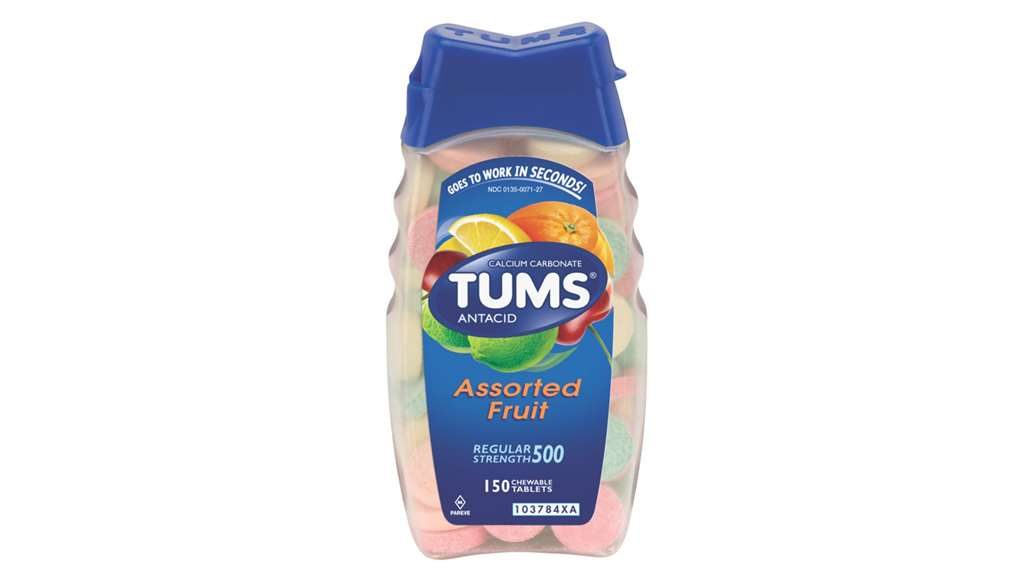 TUMS
GOES TO WORK IN SECONDS!
NDC 0135-0071-27
CALCIUM CARBONATE
TUMS®
ANTACID
Assorted
Fruit
REGULAR
STRENGTH 500
150 CHEWABLE
TABLETS
PAREVE
103784XA